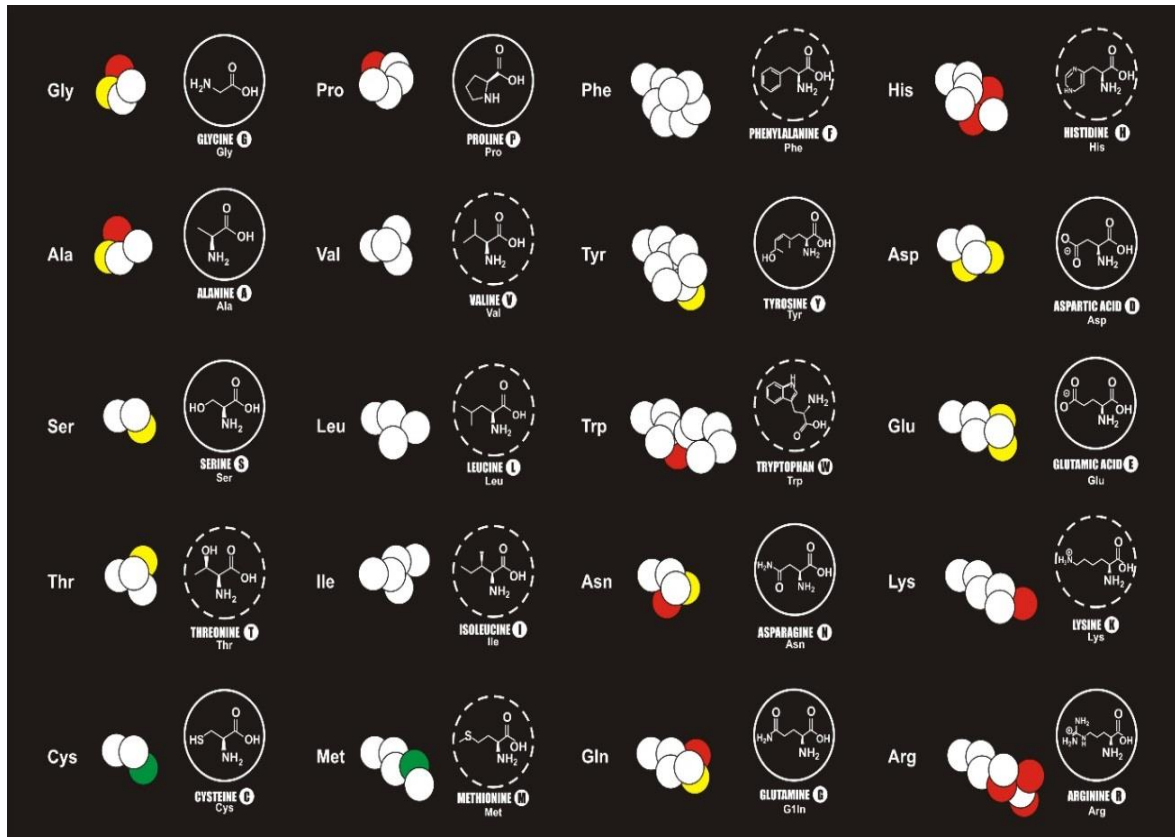 Gly
O
H₂N
OH
GLYCINE G
Gly
Pro
O
OH
NH
PROLINE P
Pro
Phe
O
OH
NH₂
PHENYLALANINE F
Phe
His
O
N
OH
HN
NH₂
HISTIDINE H
His
Ala
O
OH
NH₂
ALANINE A
Ala
Val
O
OH
NH₂
VALINE V
Val
Tyr
O
OH
HO
NH₂
TYROSINE Y
Tyr
Asp
O
O
⊖
OH
O
NH₂
ASPARTIC ACID D
Asp
Ser
O
HO
OH
NH₂
SERINE S
Ser
Leu
O
OH
NH₂
LEUCINE L
Leu
Trp
H
N
NH₂
O
OH
TRYPTOPHAN W
Trp
Glu
⊖
O
O
O
OH
NH₂
GLUTAMIC ACID E
Glu
Thr
OH
O
OH
NH₂
THREONINE T
Thr
Ile
O
OH
NH₂
ISOLEUCINE I
Ile
Asn
O
H₂N
OH
O
NH₂
ASPARAGINE N
Asn
Lys
⊕
O
H₃N
OH
NH₂
LYSINE K
Lys
Cys
O
HS
OH
NH₂
CYSTEINE C
Cys
Met
O
S
OH
NH₂
METHIONINE M
Met
Gln
O
O
H₂N
OH
NH₂
GLUTAMINE G
G1ln
Arg
NH₂
O
⊕
H₂N
N
H
OH
NH₂
ARGININE R
Arg